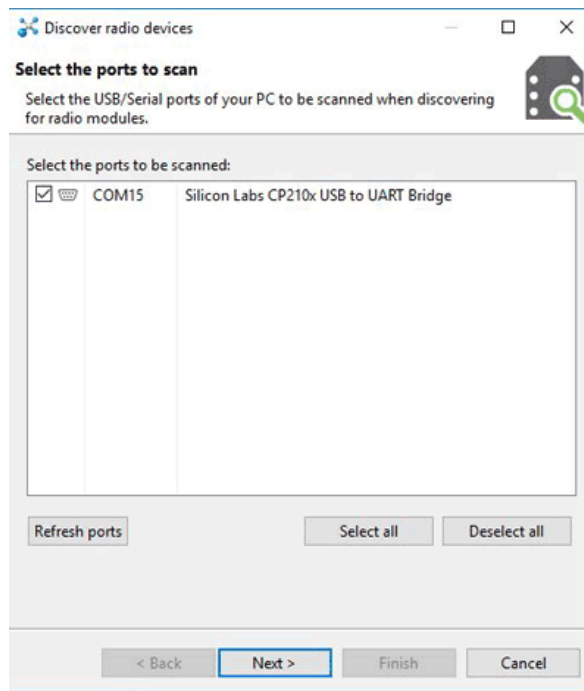 Discover radio devices
Select the ports to scan
Select the USB/Serial ports of your PC to be scanned when discovering
for radio modules.
Select the ports to be scanned:
COM15 Silicon Labs CP210x USB to UART Bridge
Refresh ports Select all Deselect all
< Back Next > Finish Cancel